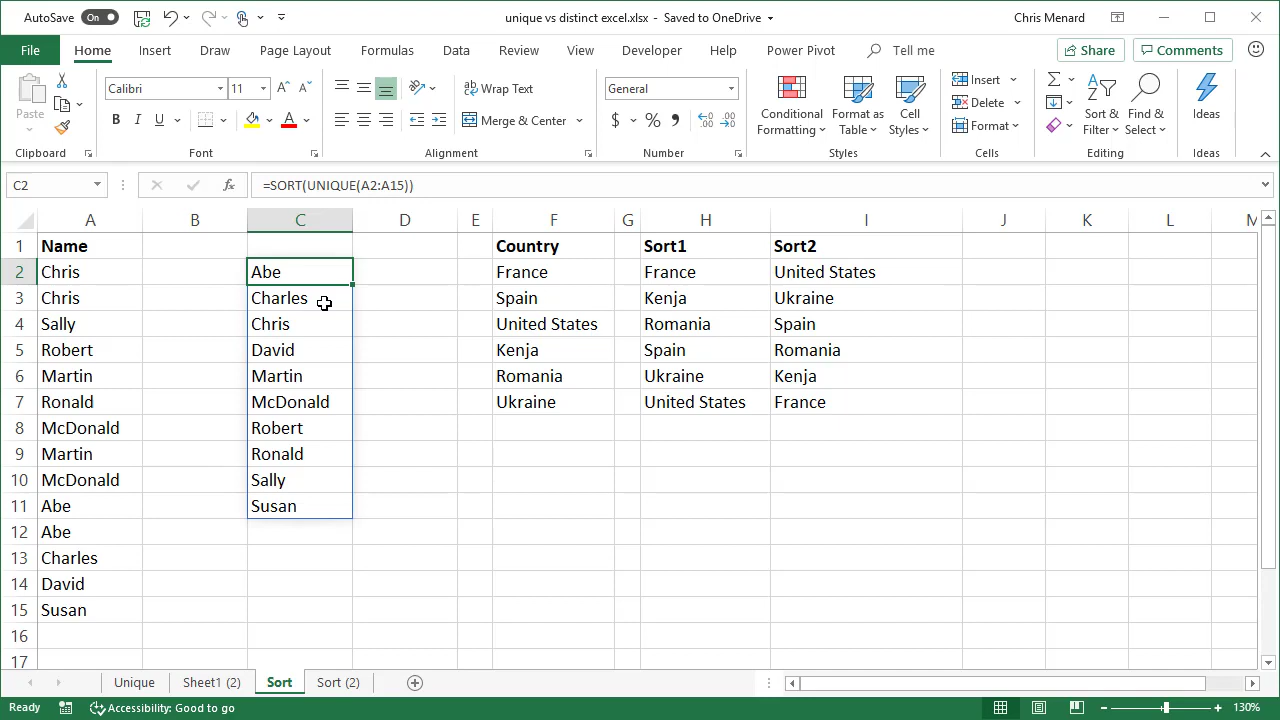 AutoSave On unique vs distinct excel.xlsx - Saved to OneDrive Chris Menard
File Home Insert Draw Page Layout Formulas Data Review View Developer Help Power Pivot Tell me Share Comments
Paste Calibri 11 Wrap Text General Conditional Formatting Format as Table Cell Styles Insert Delete Format Sort & Filter Find & Select Ideas
B I U A Merge & Center $ % 9
Clipboard Font Alignment Number Styles Cells Editing Ideas
C2 fx =SORT(UNIQUE(A2:A15))
A B C D E F G H I J K L M
1 Name Country Sort1 Sort2
2 Chris Abe France France United States
3 Chris Charles Spain Kenja Ukraine
4 Sally Chris United States Romania Spain
5 Robert David Kenja Spain Romania
6 Martin Martin Romania Ukraine Kenja
7 Ronald McDonald Ukraine United States France
8 McDonald Robert
9 Martin Ronald
10 McDonald Sally
11 Abe Susan
12 Abe
13 Charles
14 David
15 Susan
16
17
Unique Sheet1 (2) Sort Sort (2)
Ready Accessibility: Good to go 130%